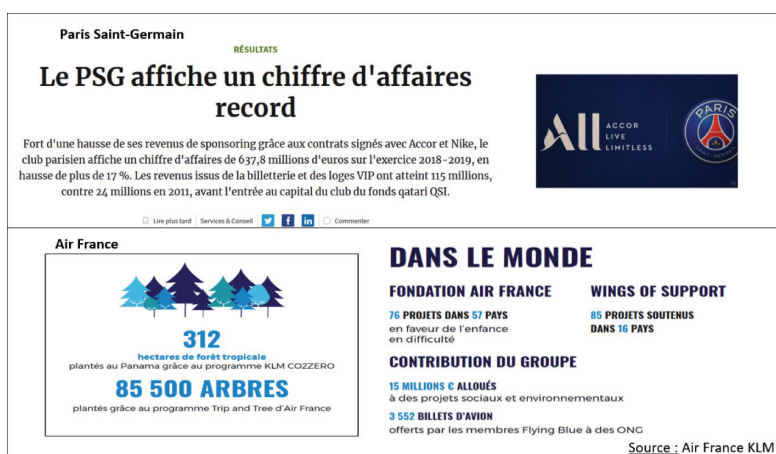 Paris Saint-Germain
RÉSULTATS
Le PSG affiche un chiffre d'affaires
record
Fort d'une hausse de ses revenus de sponsoring grâce aux contrats signés avec Accor et Nike, le
club parisien affiche un chiffre d'affaires de 637,8 millions d'euros sur l'exercice 2018-2019, en
hausse de plus de 17 %. Les revenus issus de la billetterie et des loges VIP ont atteint 115 millions,
contre 24 millions en 2011, avant l'entrée au capital du club du fonds qatari QSI.
Lire plus tard Services & Conseil Commenter
All
ACCOR
LIVE
LIMITLESS
PARIS
SAINT-GERMAIN
Air France
312
hectares de forêt tropicale
plantés au Panama grâce au programme KLM CO2ZERO
85 500 ARBRES
plantés grâce au programme Trip and Tree d'Air France
DANS LE MONDE
FONDATION AIR FRANCE
76 PROJETS DANS 57 PAYS
en faveur de l'enfance
en difficulté
WINGS OF SUPPORT
85 PROJETS SOUTENUS
DANS 16 PAYS
CONTRIBUTION DU GROUPE
15 MILLIONS € ALLOUÉS
à des projets sociaux et environnementaux
3 552 BILLETS D'AVION
offerts par les membres Flying Blue à des ONG
Source : Air France KLM